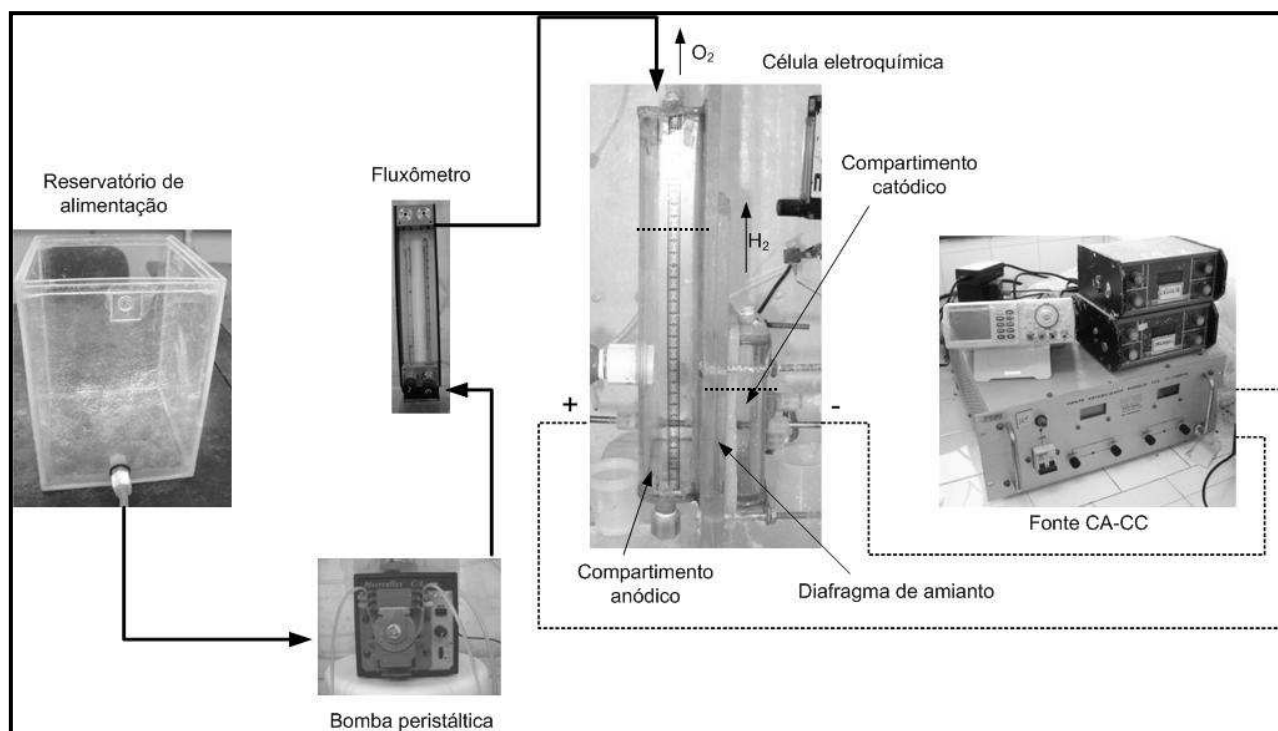 O₂
Célula eletroquímica
Compartimento
catódico
Fluxômetro
Reservatório de
alimentação
H₂
+
-
Fonte CA-CC
Compartimento
anódico
Diafragma de amianto
Bomba peristáltica